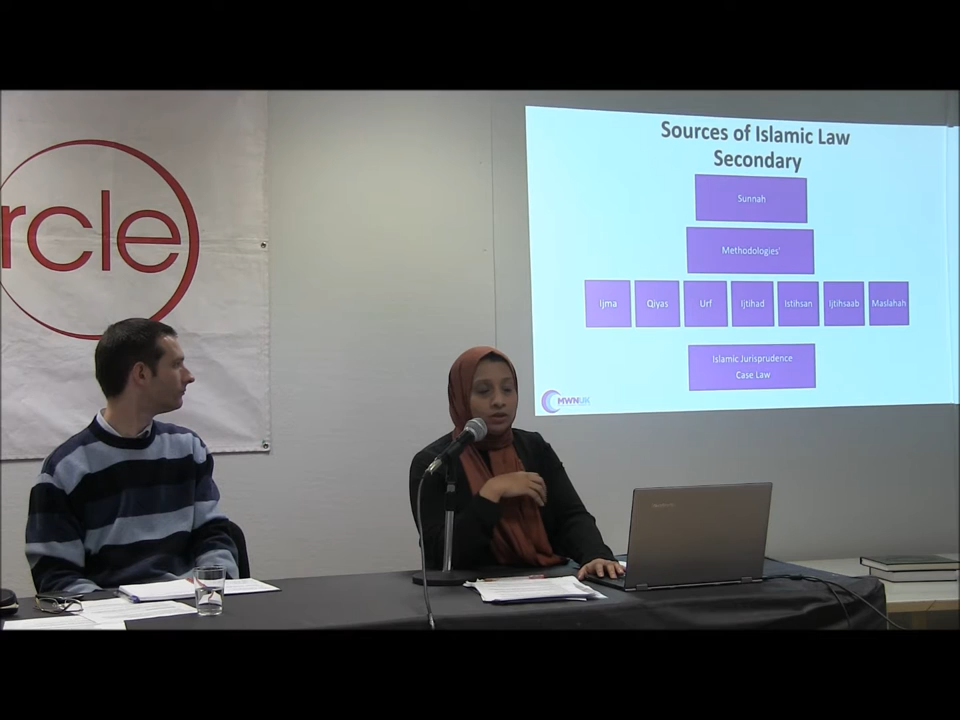 rcle
Sources of Islamic Law
Secondary
Sunnah
Methodologies'
Ijma
Qiyas
Urf
Ijtihad
Istihsan
Ijtihsaab
Maslahah
Islamic Jurisprudence
Case Law
MWNUK